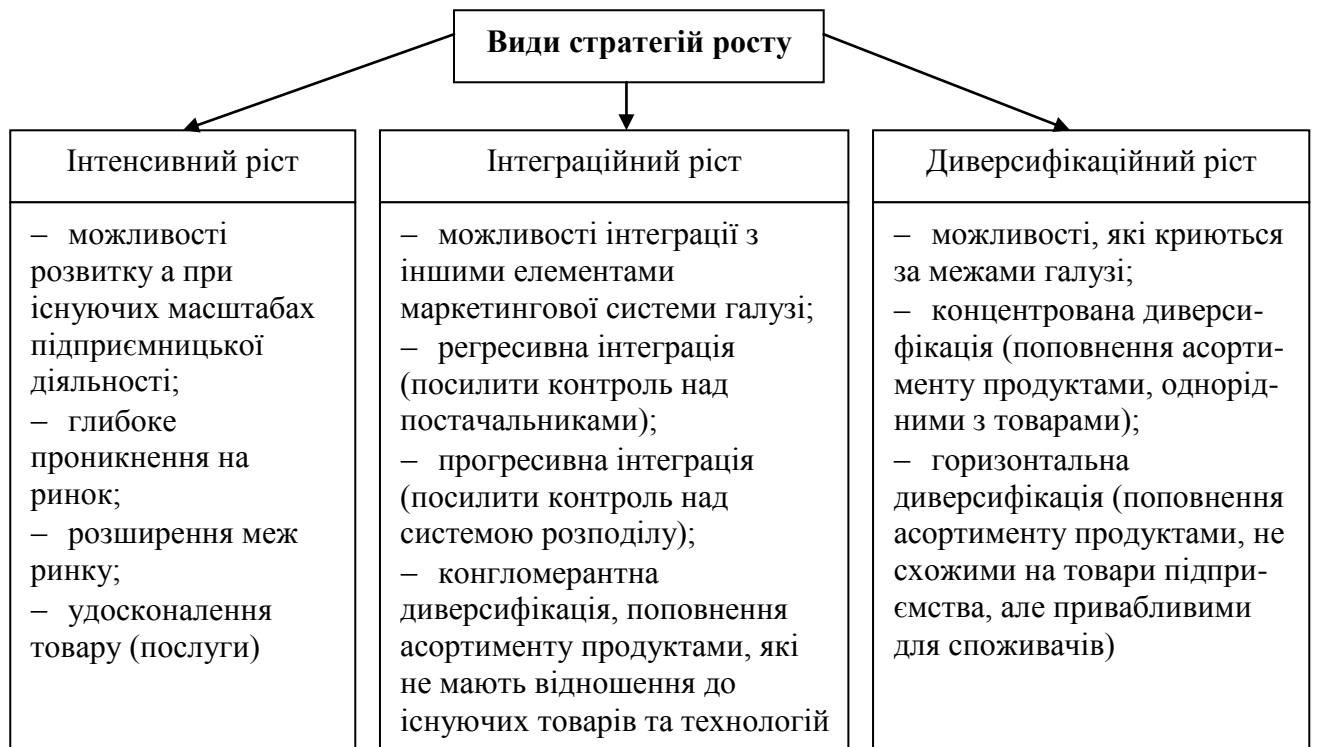 Види стратегій росту
Інтенсивний ріст
– можливості
розвитку а при
існуючих масштабах
підприємницької
діяльності;
– глибоке
проникнення на
ринок;
– розширення меж
ринку;
– удосконалення
товару (послуги)
Інтеграційний ріст
– можливості інтеграції з
іншими елементами
маркетингової системи галузі;
– регресивна інтеграція
(посилити контроль над
постачальниками);
– прогресивна інтеграція
(посилити контроль над
системою розподілу);
– конгломерантна
диверсифікація, поповнення
асортименту продуктами, які
не мають відношення до
існуючих товарів та технологій
Диверсифікаційний ріст
– можливості, які криються
за межами галузі;
– концентрована диверси-
фікація (поповнення асорти-
менту продуктами, однорід-
ними з товарами);
– горизонтальна
диверсифікація (поповнення
асортименту продуктами, не
схожими на товари підпри-
ємства, але привабливими
для споживачів)